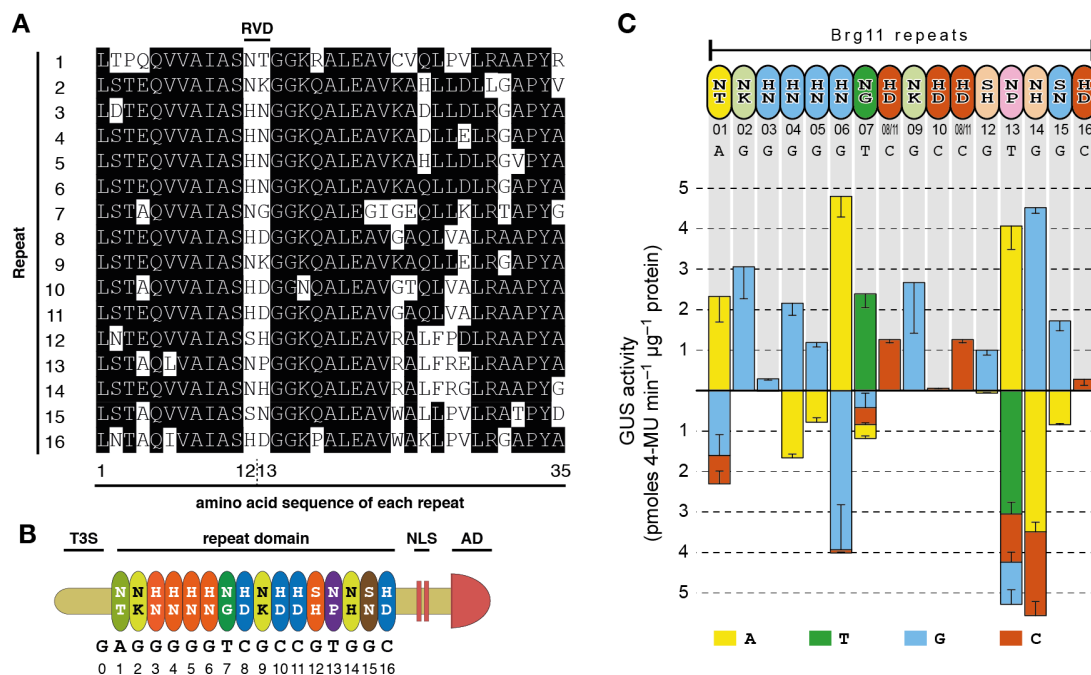 A
RVD
Repeat
1 LTPQQVVAIASNTGGKRALEAVCVQLPVLRAAPYR
2 LSTEQVVAIASNKGGKQALEAVKAHLLDLLGAPYV
3 LDTEQVVAIASHNGGKQALEAVKADLLDLRGAPYA
4 LSTEQVVAIASHNGGKQALEAVKADLLELRGAPYA
5 LSTEQVVAIASHNGGKQALEAVKAHLLDLRGVPYA
6 LSTEQVVAIASHNGGKQALEAVKAQLLDLRGAPYA
7 LSTAQVVAIASNGGGKQALEGIGEQLLKLRTAPYG
8 LSTEQVVAIASHDGGKQALEAVGAQLVALRAAPYA
9 LSTEQVVAIASNKGGKQALEAVKAQLLELRGAPYA
10 LSTAQVVAIASHDGGNQALEAVGTQLVALRAAPYA
11 LSTEQVVAIASHDGGKQALEAVGAQLVALRAAPYA
12 LNTEQVVAIASSHGGKQALEAVRALFPDLRAAPYA
13 LSTAQLVAIASNPGGKQALEAVRALFRELRAAPYA
14 LSTEQVVAIASNHGGKQALEAVRALFRGLRAAPYG
15 LSTAQVVAIASSNGGKQALEAVWALLPVLRATPYD
16 LNTAQIVAIASHDGGKPALEAVWAKLPVLRGAPYA
1 12 13 35
amino acid sequence of each repeat
B
T3S repeat domain NLS AD
N N H H H H N H N H H S N N S H
T K N N N N G D K D D H P H N D
G A G G G G G T C G C C G T G G C
0 1 2 3 4 5 6 7 8 9 10 11 12 13 14 15 16
C
Brg11 repeats
N N H H H H N H N H H S N N S H
T K N N N N G D K D D H P H N D
01 02 03 04 05 06 07 08/11 09 10 08/11 12 13 14 15 16
A G G G G G T C G C C G T G G C
GUS activity
(pmoles 4-MU min⁻¹ µg⁻¹ protein)
5
4
3
2
1
1
2
3
4
5
A T G C